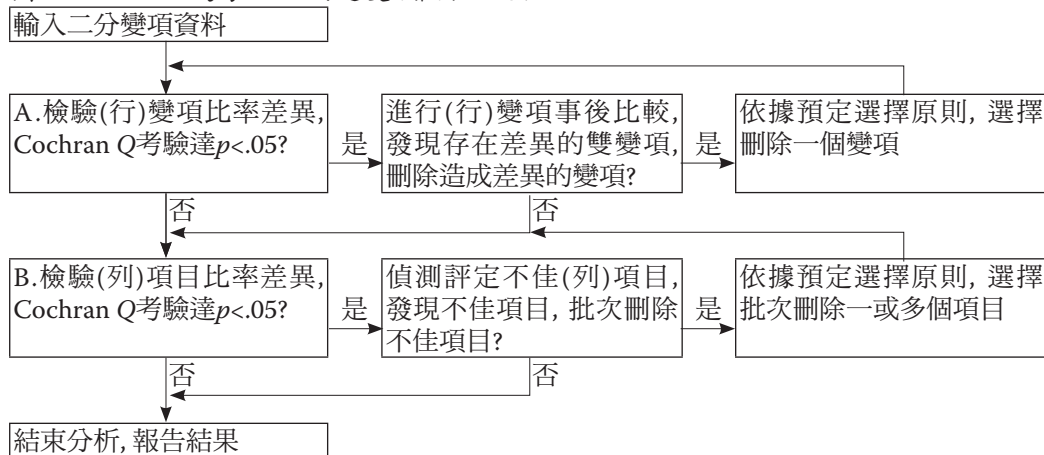 輸入二分變項資料
A.檢驗(行)變項比率差異,
Cochran Q考驗達p<.05?
是
進行(行)變項事後比較,
發現存在差異的雙變項,
刪除造成差異的變項?
是
依據預定選擇原則, 選擇
刪除一個變項
否
否
B.檢驗(列)項目比率差異,
Cochran Q考驗達p<.05?
是
偵測評定不佳(列)項目,
發現不佳項目, 批次刪除
不佳項目?
是
依據預定選擇原則, 選擇
批次刪除一或多個項目
否
否
結束分析, 報告結果